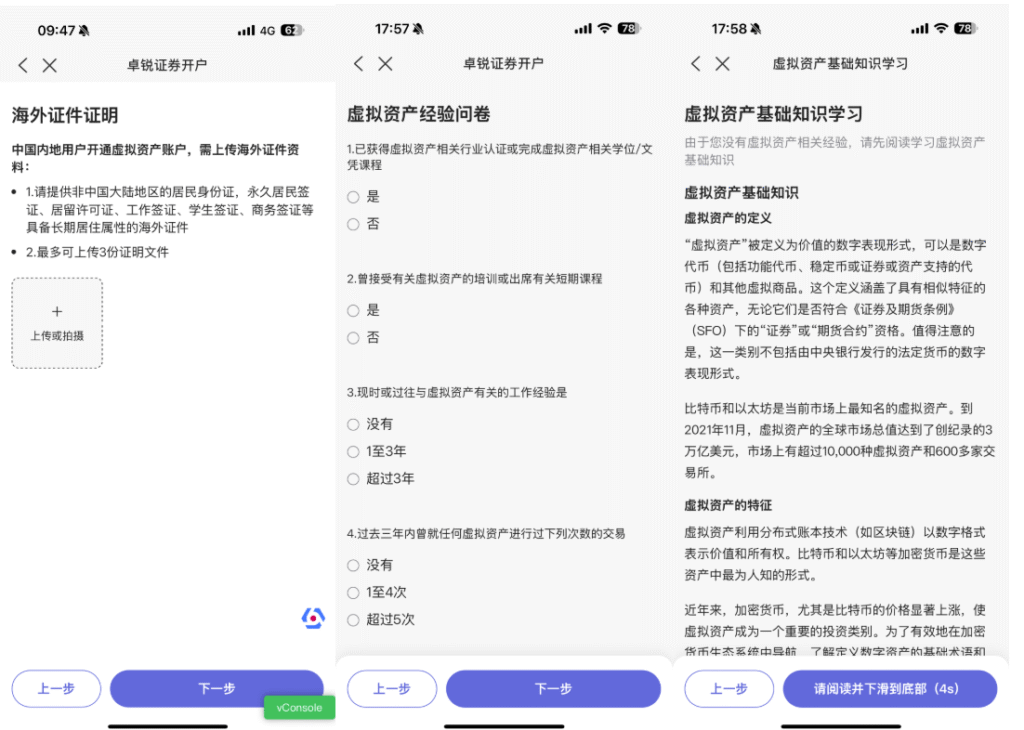 09:47
4G 62
卓锐证券开户
海外证件证明
中国内地用户开通虚拟资产账户，需上传海外证件资
料：
1.请提供非中国大陆地区的居民身份证，永久居民签
证、居留许可证、工作签证、学生签证、商务签证等
具备长期居住属性的海外证件
2.最多可上传3份证明文件
+
上传或拍摄
上一步
下一步
vConsole
17:57
78
卓锐证券开户
虚拟资产经验问卷
1.已获得虚拟资产相关行业认证或完成虚拟资产相关学位/文
凭课程
是
否
2.曾接受有关虚拟资产的培训或出席有关短期课程
是
否
3.现时或过往与虚拟资产有关的工作经验是
没有
1至3年
超过3年
4.过去三年内曾就任何虚拟资产进行过下列次数的交易
没有
1至4次
超过5次
上一步
下一步
17:58
78
虚拟资产基础知识学习
虚拟资产基础知识学习
由于您没有虚拟资产相关经验，请先阅读学习虚拟资产
基础知识
虚拟资产基础知识
虚拟资产的定义
“虚拟资产”被定义为价值的数字表现形式，可以是数字
代币（包括功能代币、稳定币或证券或资产支持的代
币）和其他虚拟商品。这个定义涵盖了具有相似特征的
各种资产，无论它们是否符合《证券及期货条例》
（SFO）下的“证券”或“期货合约”资格。值得注意的
是，这一类别不包括由中央银行发行的法定货币的数字
表现形式。
比特币和以太坊是当前市场上最知名的虚拟资产。到
2021年11月，虚拟资产的全球市场总值达到了创纪录的3
万亿美元，市场上有超过10,000种虚拟资产和600多家交
易所。
虚拟资产的特征
虚拟资产利用分布式账本技术（如区块链）以数字格式
表示价值和所有权。比特币和以太坊等加密货币是这些
资产中最为人知的形式。
近年来，加密货币，尤其是比特币的价格显著上涨，使
虚拟资产成为一个重要的投资类别。为了有效地在加密
货币生态系统中导航，了解定义数字资产的基础术语和
上一步
请阅读并下滑到底部（4s）